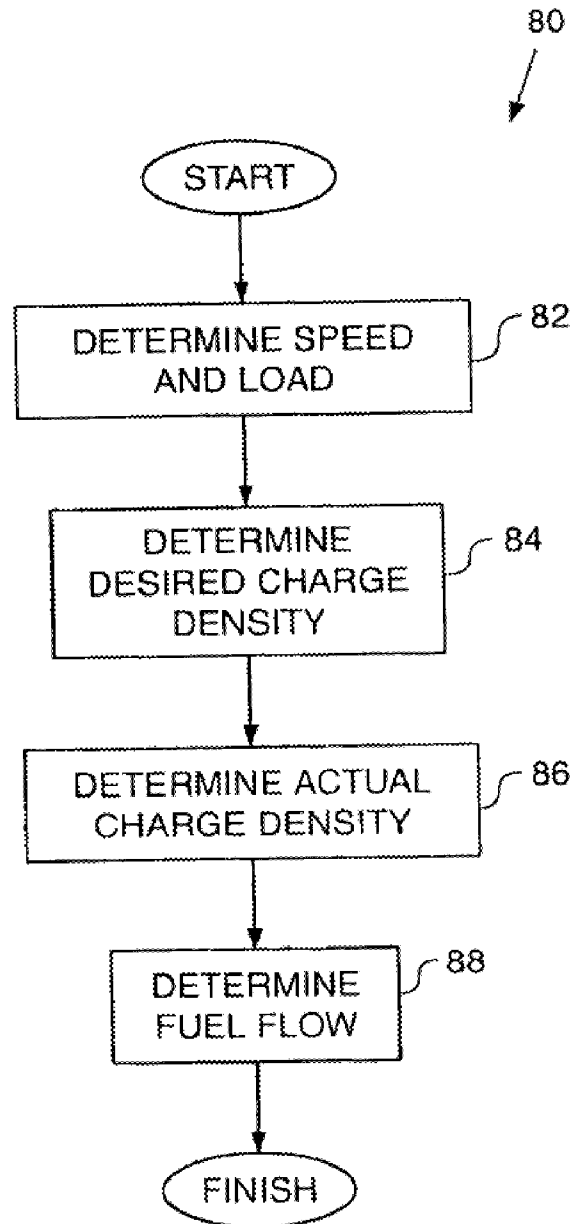 80
START
DETERMINE SPEED
AND LOAD
82
DETERMINE
DESIRED CHARGE
DENSITY
84
DETERMINE ACTUAL
CHARGE DENSITY
86
DETERMINE
FUEL FLOW
88
FINISH